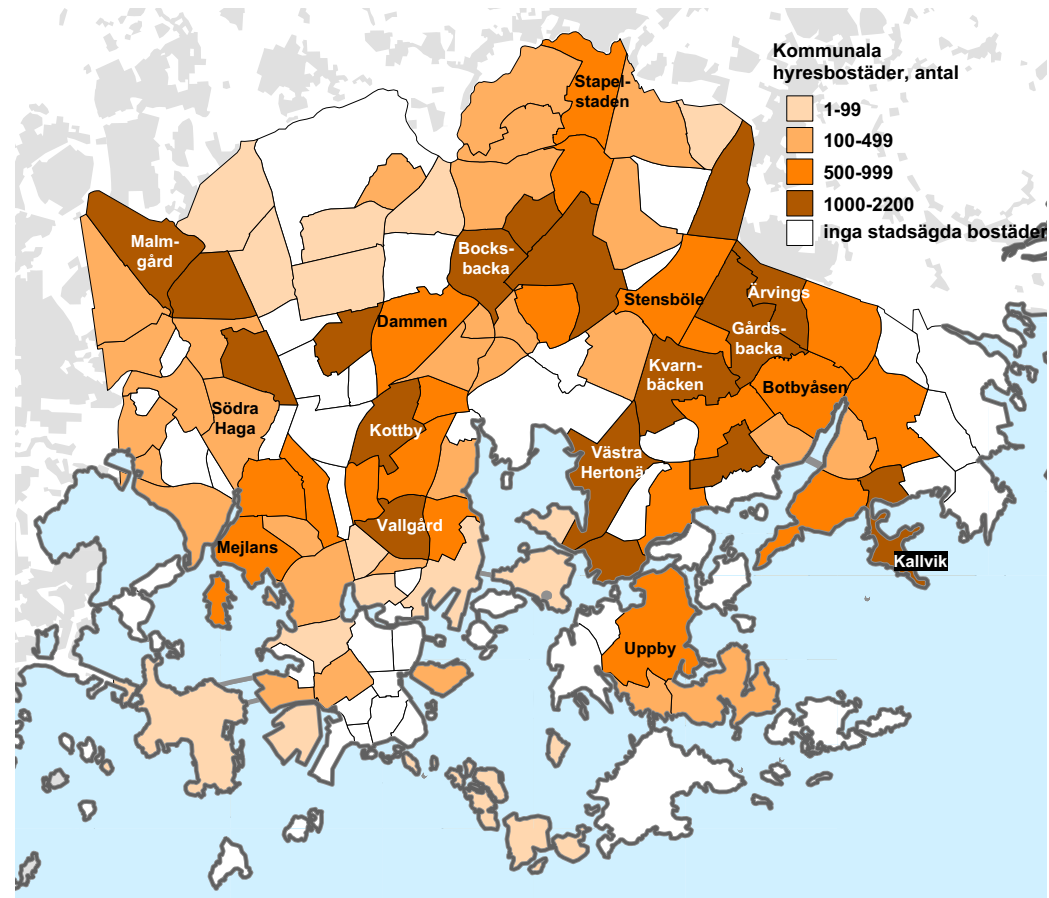 Kommunala
hyresbostäder, antal
1-99
100-499
500-999
1000-2200
inga stadsägda bostäder
Stapel-
staden
Malm-
gård
Bocks-
backa
Ärvings
Stensböle
Dammen
Gårds-
backa
Kvarn-
bäcken
Botbyåsen
Södra
Haga
Kottby
Västra
Hertonä
Vallgård
Mejlans
Kallvik
Uppby